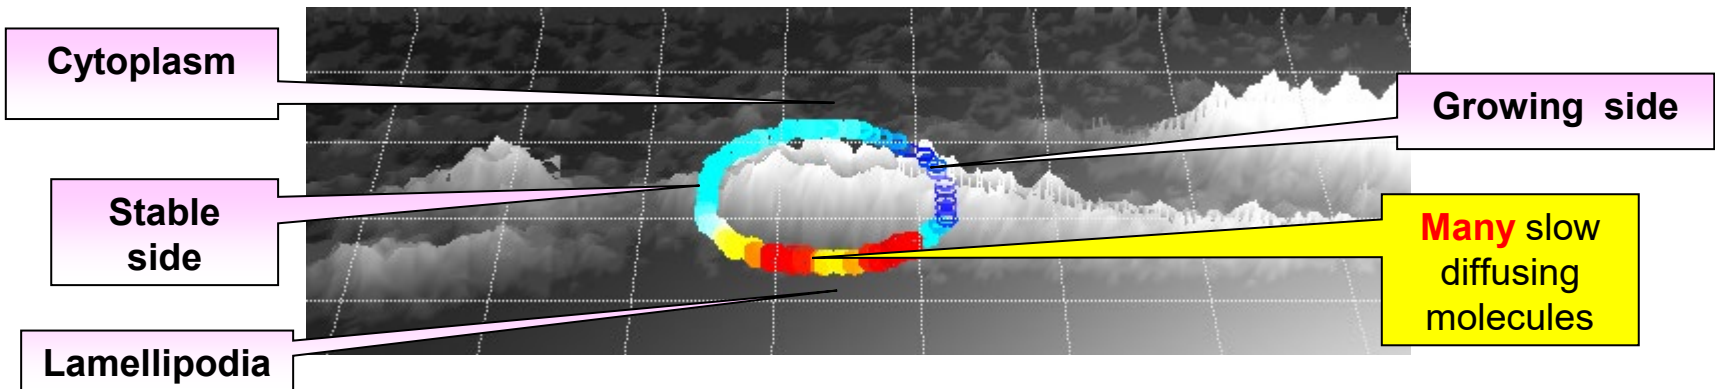 Cytoplasm
Stable
side
Lamellipodia
Growing side
Many slow
diffusing
molecules